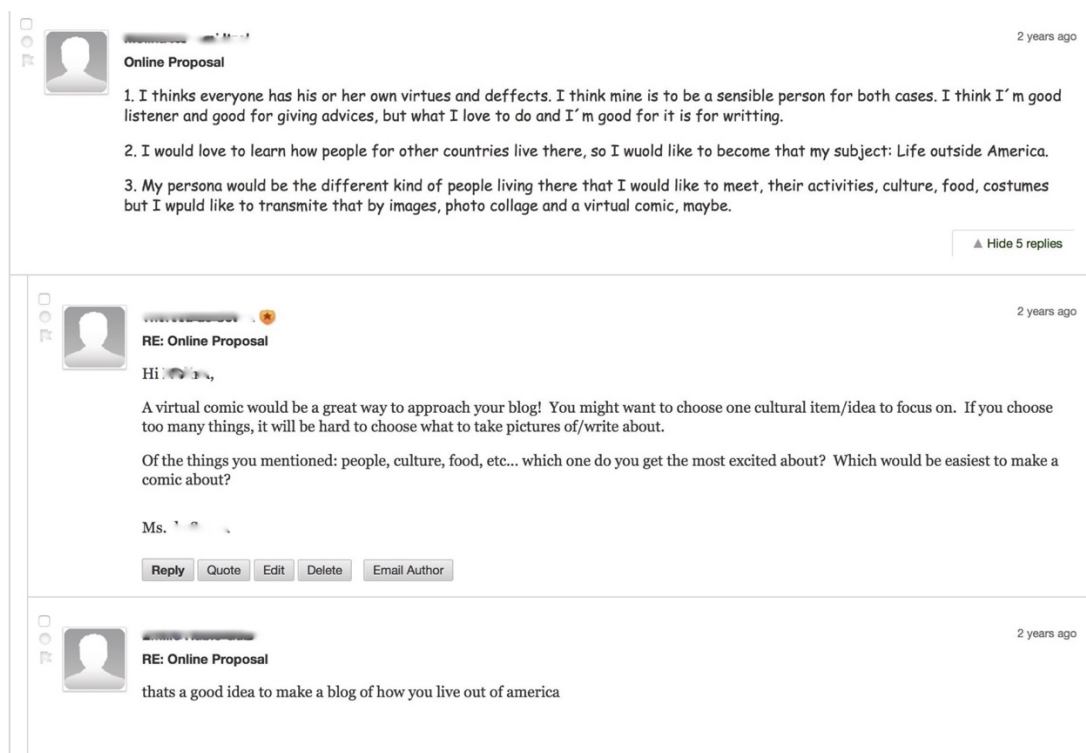 2 years ago
Online Proposal
1. I thinks everyone has his or her own virtues and deffects. I think mine is to be a sensible person for both cases. I think I´m good
listener and good for giving advices, but what I love to do and I´m good for it is for writting.
2. I would love to learn how people for other countries live there, so I wuold like to become that my subject: Life outside America.
3. My persona would be the different kind of people living there that I would like to meet, their activities, culture, food, costumes
but I wpuld like to transmite that by images, photo collage and a virtual comic, maybe.
▲ Hide 5 replies
2 years ago
RE: Online Proposal
Hi
A virtual comic would be a great way to approach your blog! You might want to choose one cultural item/idea to focus on. If you choose
too many things, it will be hard to choose what to take pictures of/write about.
Of the things you mentioned: people, culture, food, etc... which one do you get the most excited about? Which would be easiest to make a
comic about?
Ms.
Reply Quote Edit Delete Email Author
2 years ago
RE: Online Proposal
thats a good idea to make a blog of how you live out of america